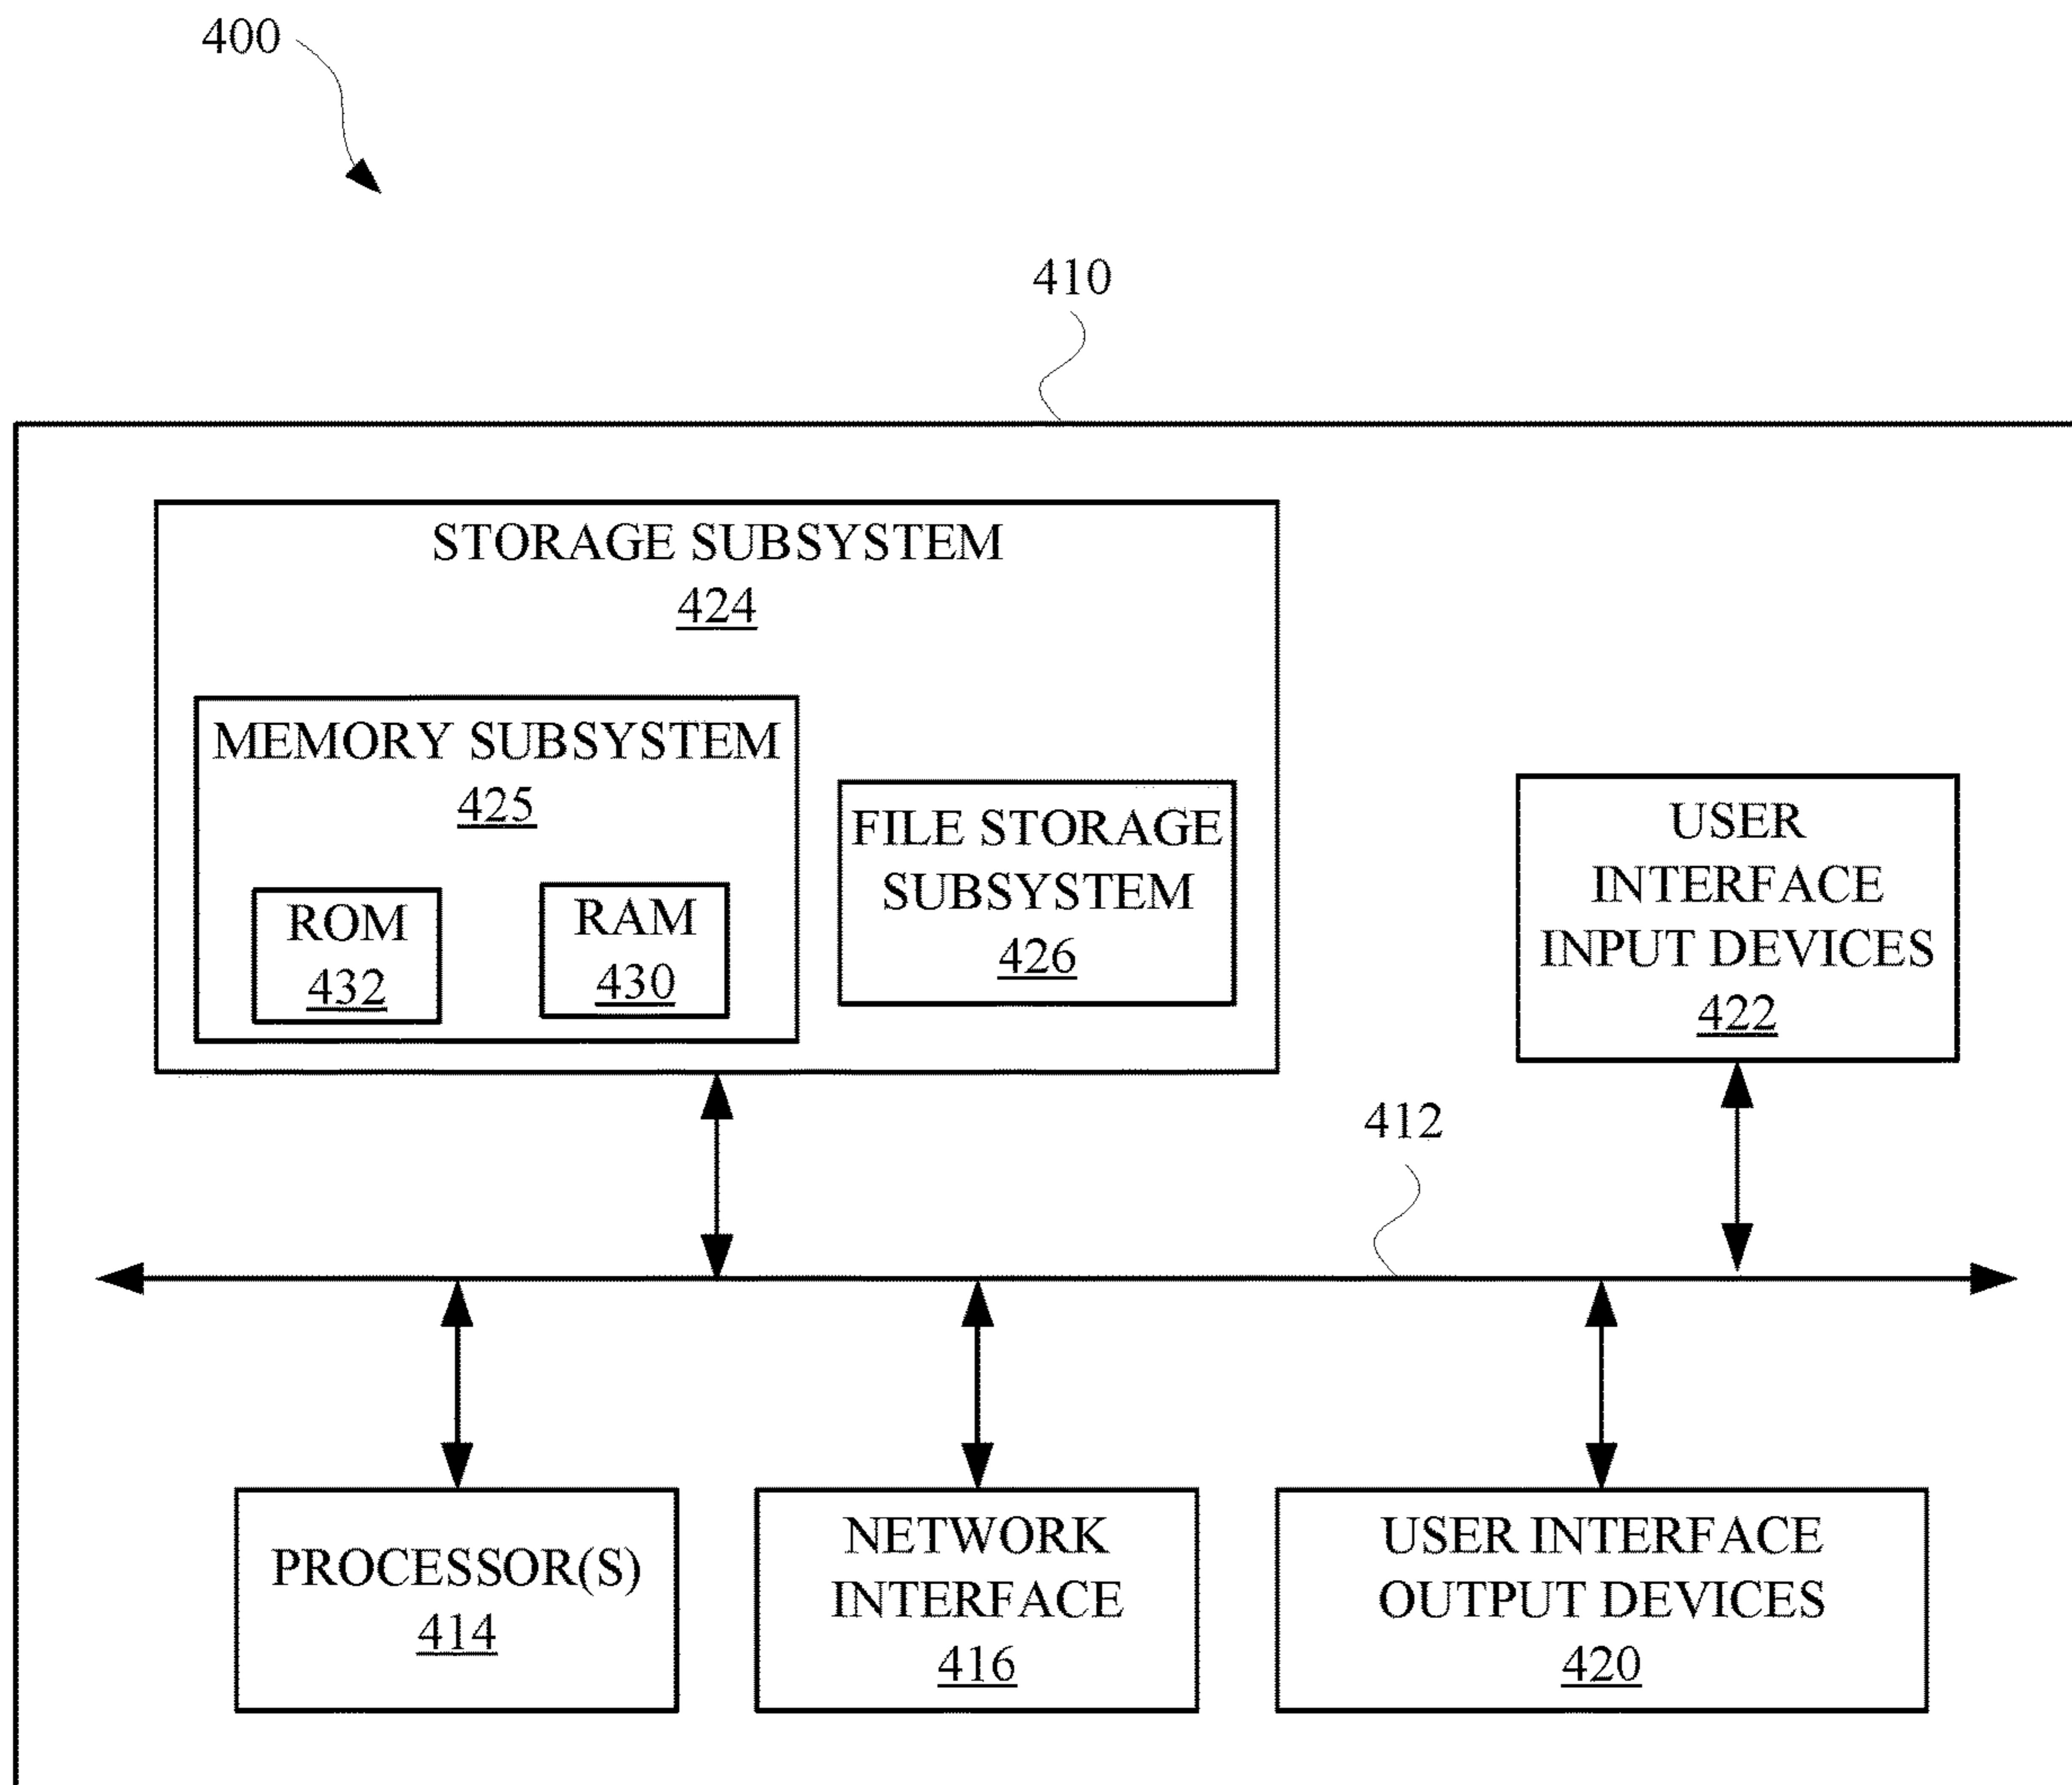 400
410
STORAGE SUBSYSTEM
424
MEMORY SUBSYSTEM
425
ROM
432
RAM
430
FILE STORAGE
SUBSYSTEM
426
USER
INTERFACE
INPUT DEVICES
422
412
PROCESSOR(S)
414
NETWORK
INTERFACE
416
USER INTERFACE
OUTPUT DEVICES
420